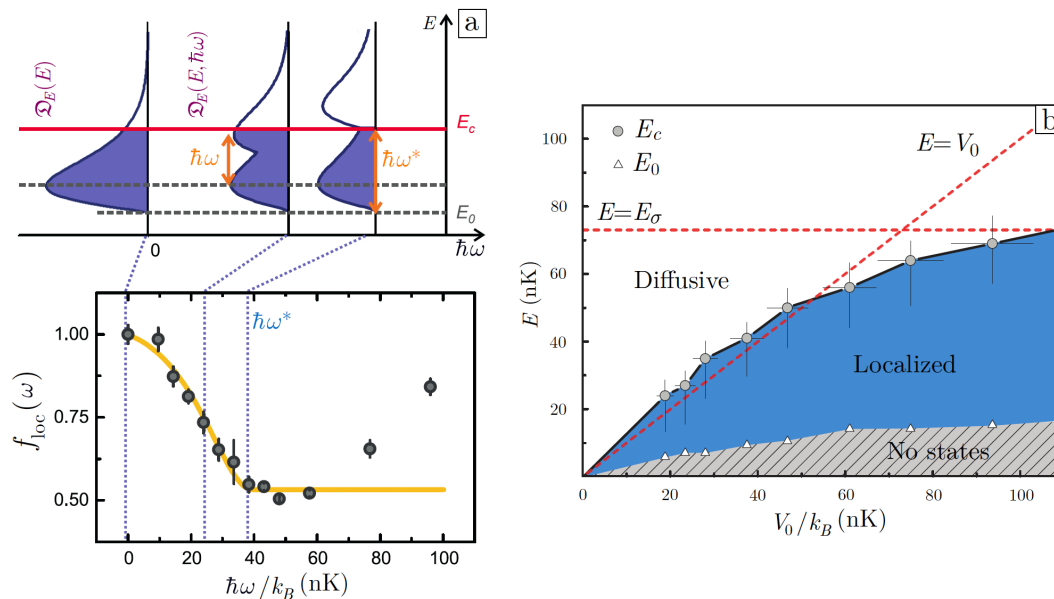 a
E
𝔇_E(E)
𝔇_E(E, ħω)
E_c
ħω
ħω*
E_0
0
ħω
ħω*
1.00
0.75
0.50
f_loc(ω)
0 20 40 60 80 100
ħω/k_B (nK)
b
E_c
E_0
E=V_0
E=E_σ
Diffusive
Localized
No states
100
80
60
40
20
E (nK)
0 20 40 60 80 100
V_0/k_B (nK)